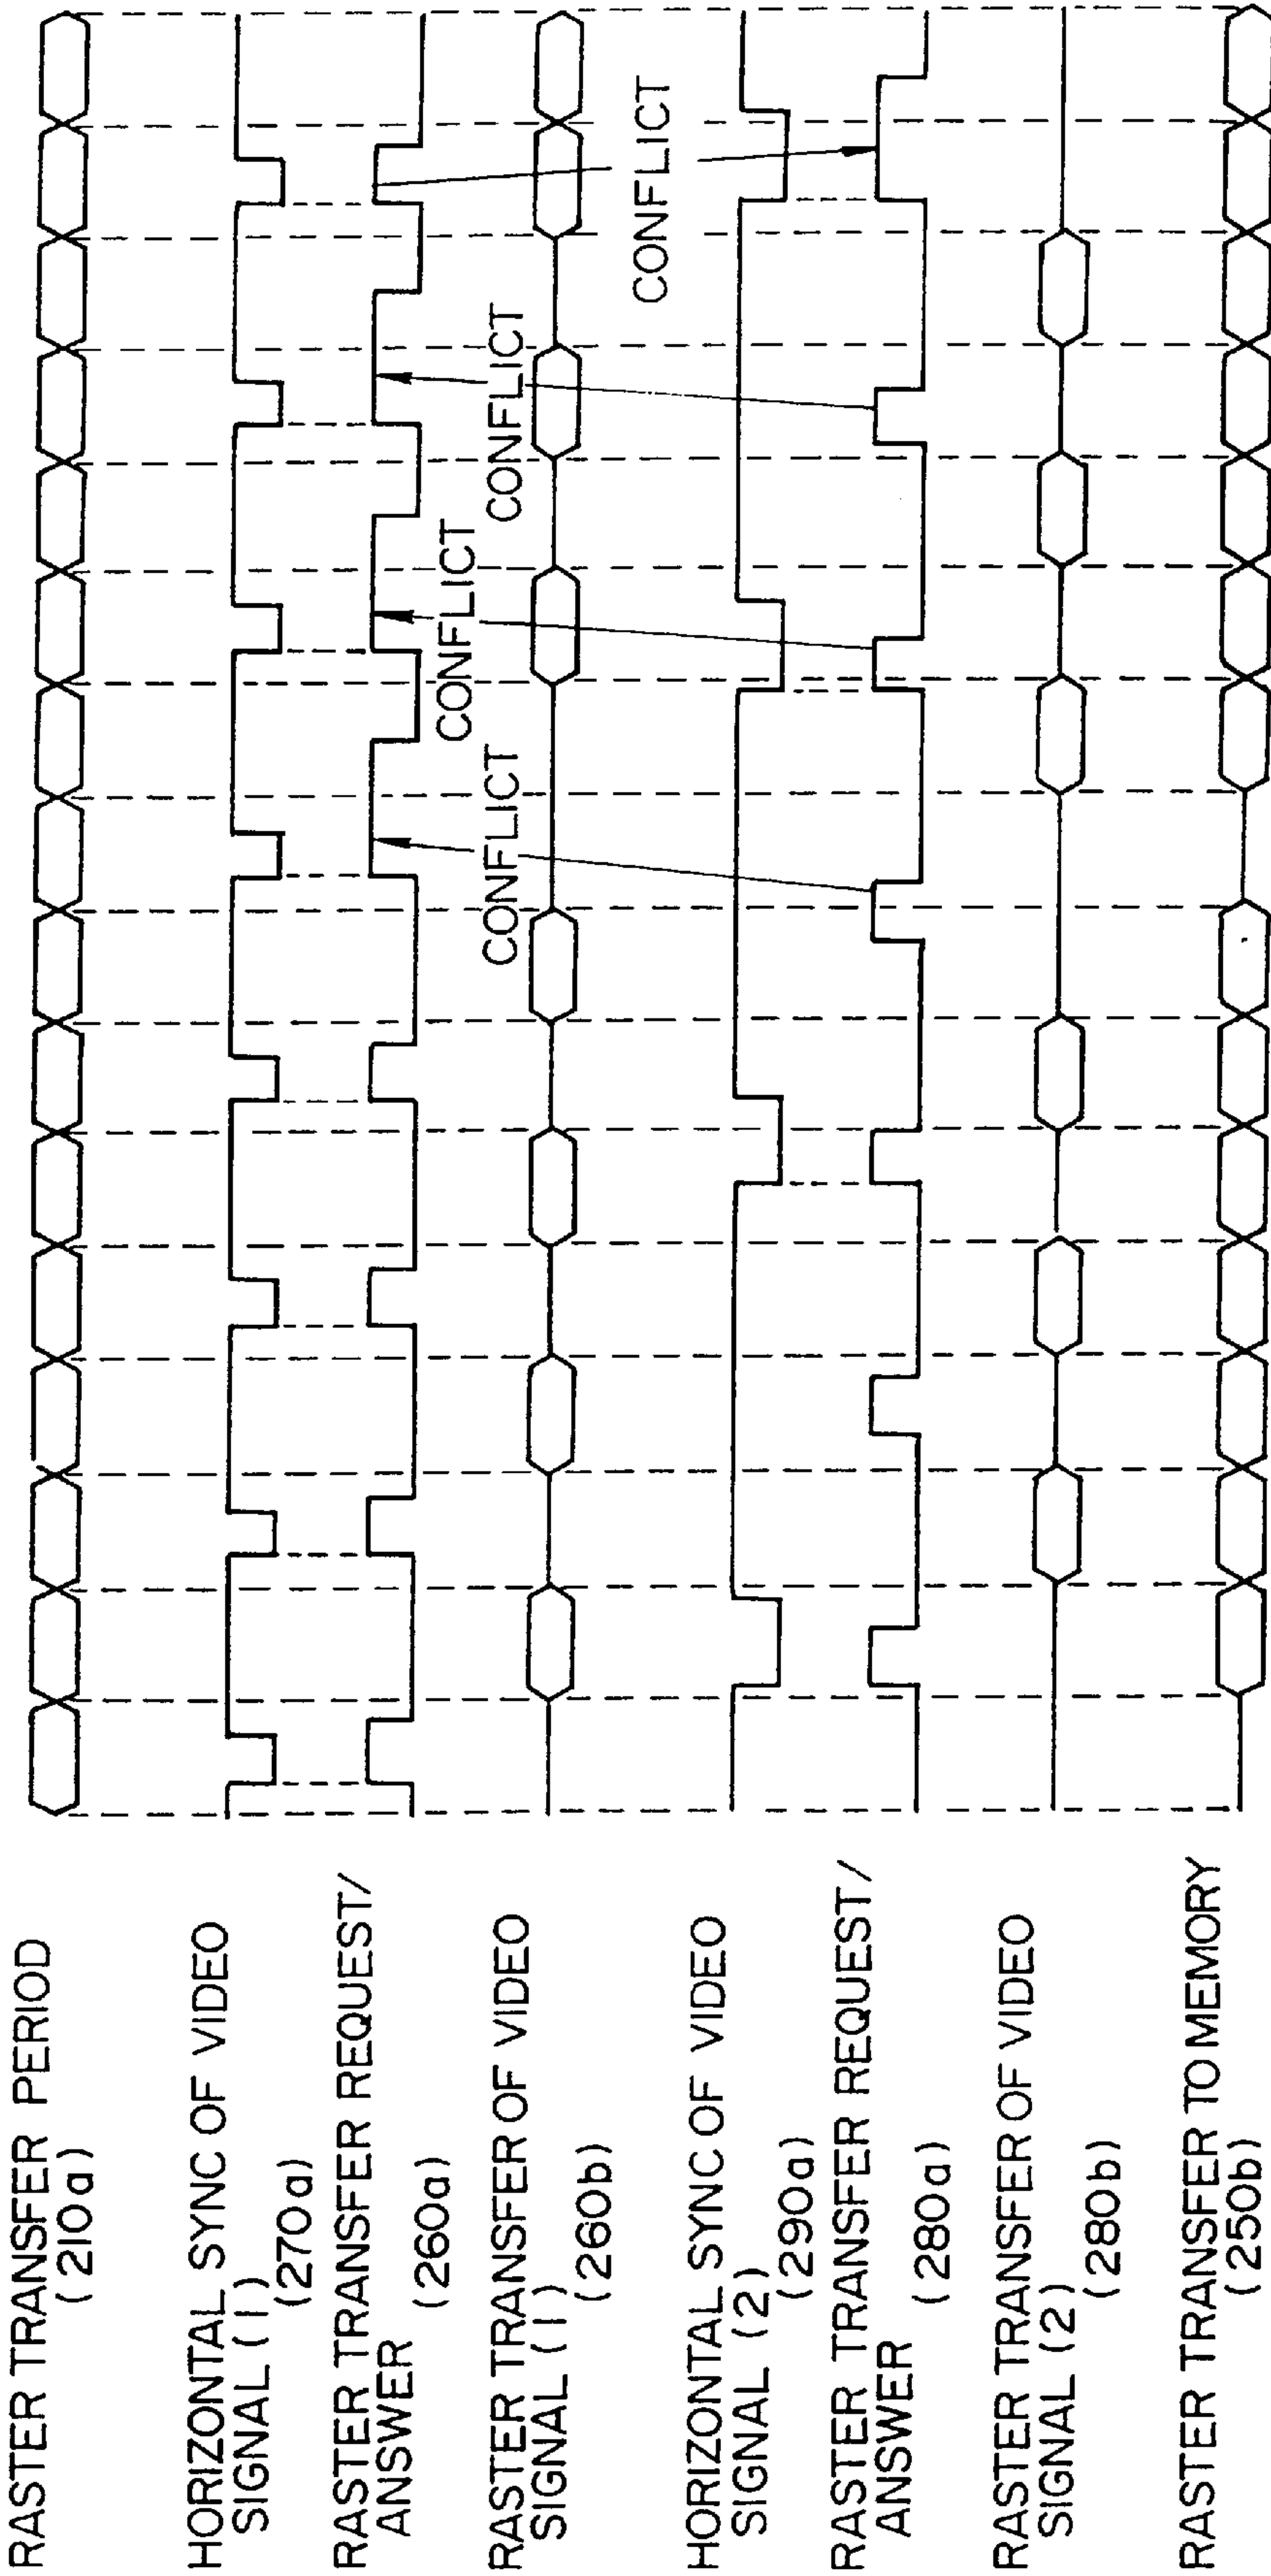 RASTER TRANSFER PERIOD
(210a)
HORIZONTAL SYNC OF VIDEO
SIGNAL (1)
(270a)
RASTER TRANSFER REQUEST/
ANSWER
(260a)
RASTER TRANSFER OF VIDEO
SIGNAL (1)
(260b)
HORIZONTAL SYNC OF VIDEO
SIGNAL (2)
(290a)
RASTER TRANSFER REQUEST/
ANSWER
(280a)
RASTER TRANSFER OF VIDEO
SIGNAL (2)
(280b)
RASTER TRANSFER TO MEMORY
(250b)
CONFLICT
CONFLICT
CONFLICT
CONFLICT